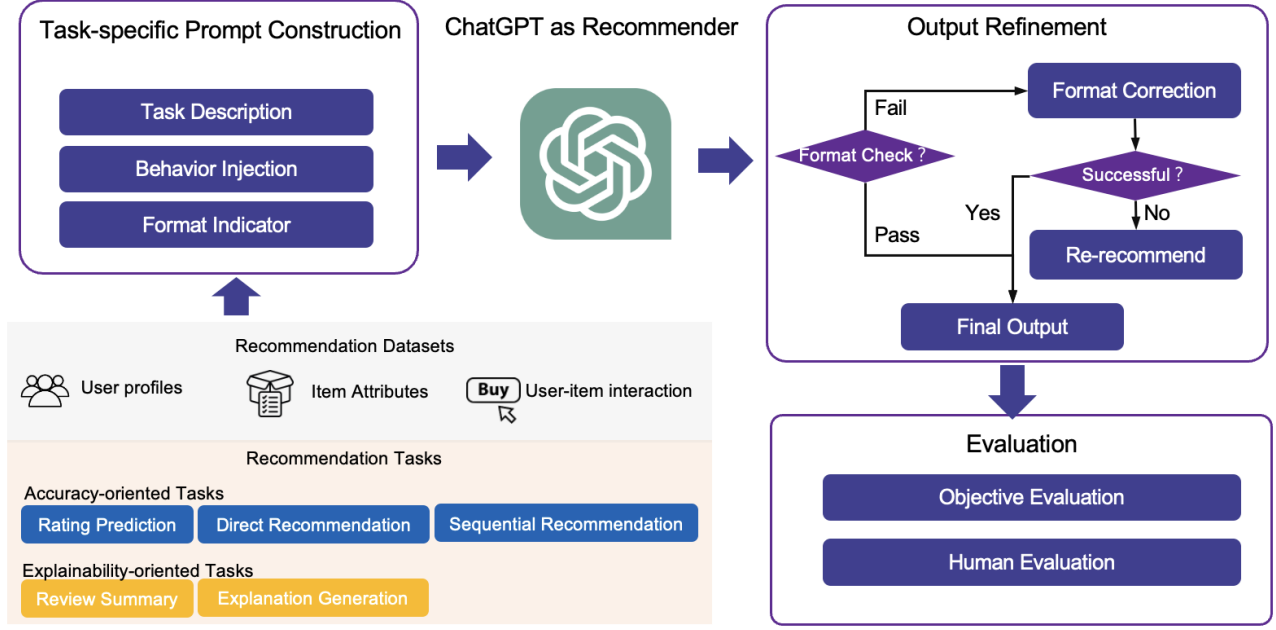 Task-specific Prompt Construction
Task Description
Behavior Injection
Format Indicator
ChatGPT as Recommender
Output Refinement
Format Check ?
Fail
Pass
Format Correction
Successful ?
Yes
No
Re-recommend
Final Output
Recommendation Datasets
User profiles
Item Attributes
Buy
User-item interaction
Recommendation Tasks
Accuracy-oriented Tasks
Rating Prediction
Direct Recommendation
Sequential Recommendation
Explainability-oriented Tasks
Review Summary
Explanation Generation
Evaluation
Objective Evaluation
Human Evaluation